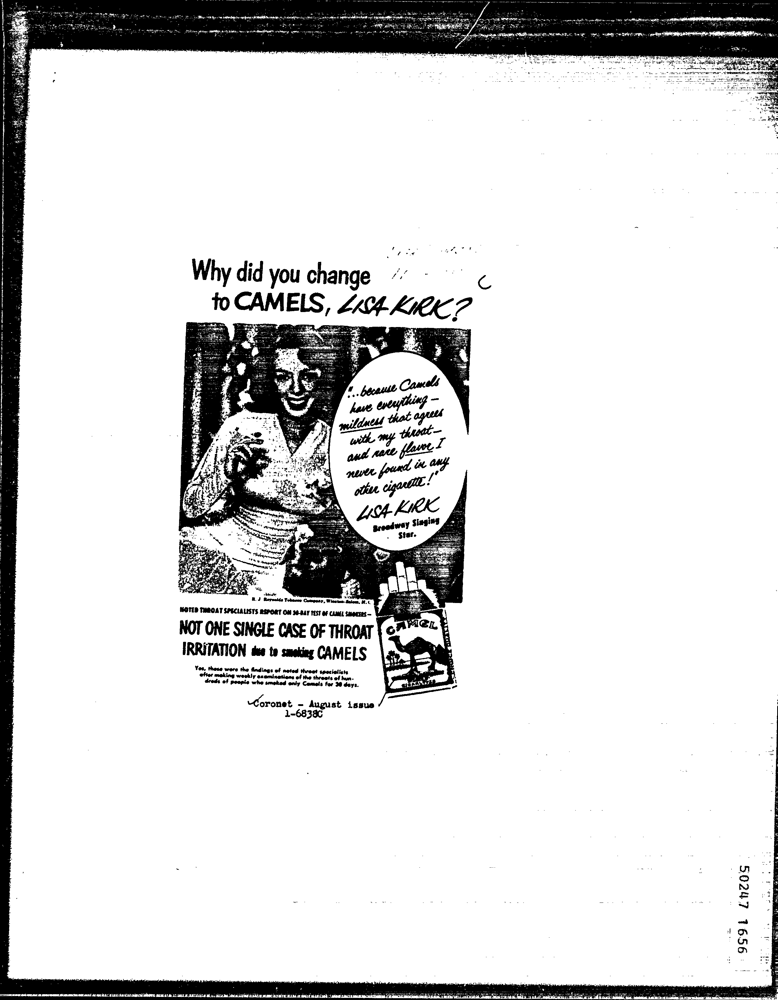 Why did you change
to CAMELS, LISA KIRK?
"...because Camels
have everything —
mildness that agrees
with my throat —
and rare flavor I
never found in any
other cigarette!"
LISA KIRK
Broadway Singing
Star.
R. J. Reynolds Tobacco Company, Winston-Salem, N. C.
NOTED THROAT SPECIALISTS REPORT ON 30-DAY TEST OF CAMEL SMOKERS—
NOT ONE SINGLE CASE OF THROAT
IRRITATION due to smoking CAMELS
Yes, these were the findings of noted throat specialists
after making weekly examinations of the throats of hun-
dreds of people who smoked only Camels for 30 days.
CAMEL
Coronet - August issue
1-6838C
50247 1656